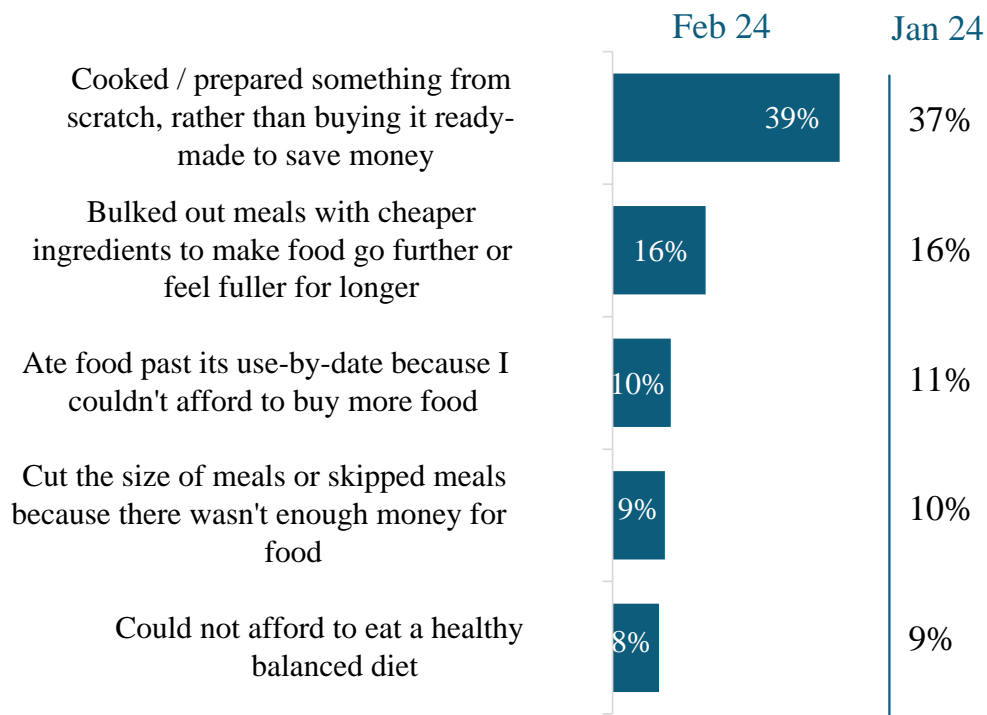 Feb 24
Jan 24
Cooked / prepared something from
scratch, rather than buying it ready-
made to save money
39%
37%
Bulked out meals with cheaper
ingredients to make food go further or
feel fuller for longer
16%
16%
Ate food past its use-by-date because I
couldn't afford to buy more food
10%
11%
Cut the size of meals or skipped meals
because there wasn't enough money for
food
9%
10%
Could not afford to eat a healthy
balanced diet
8%
9%